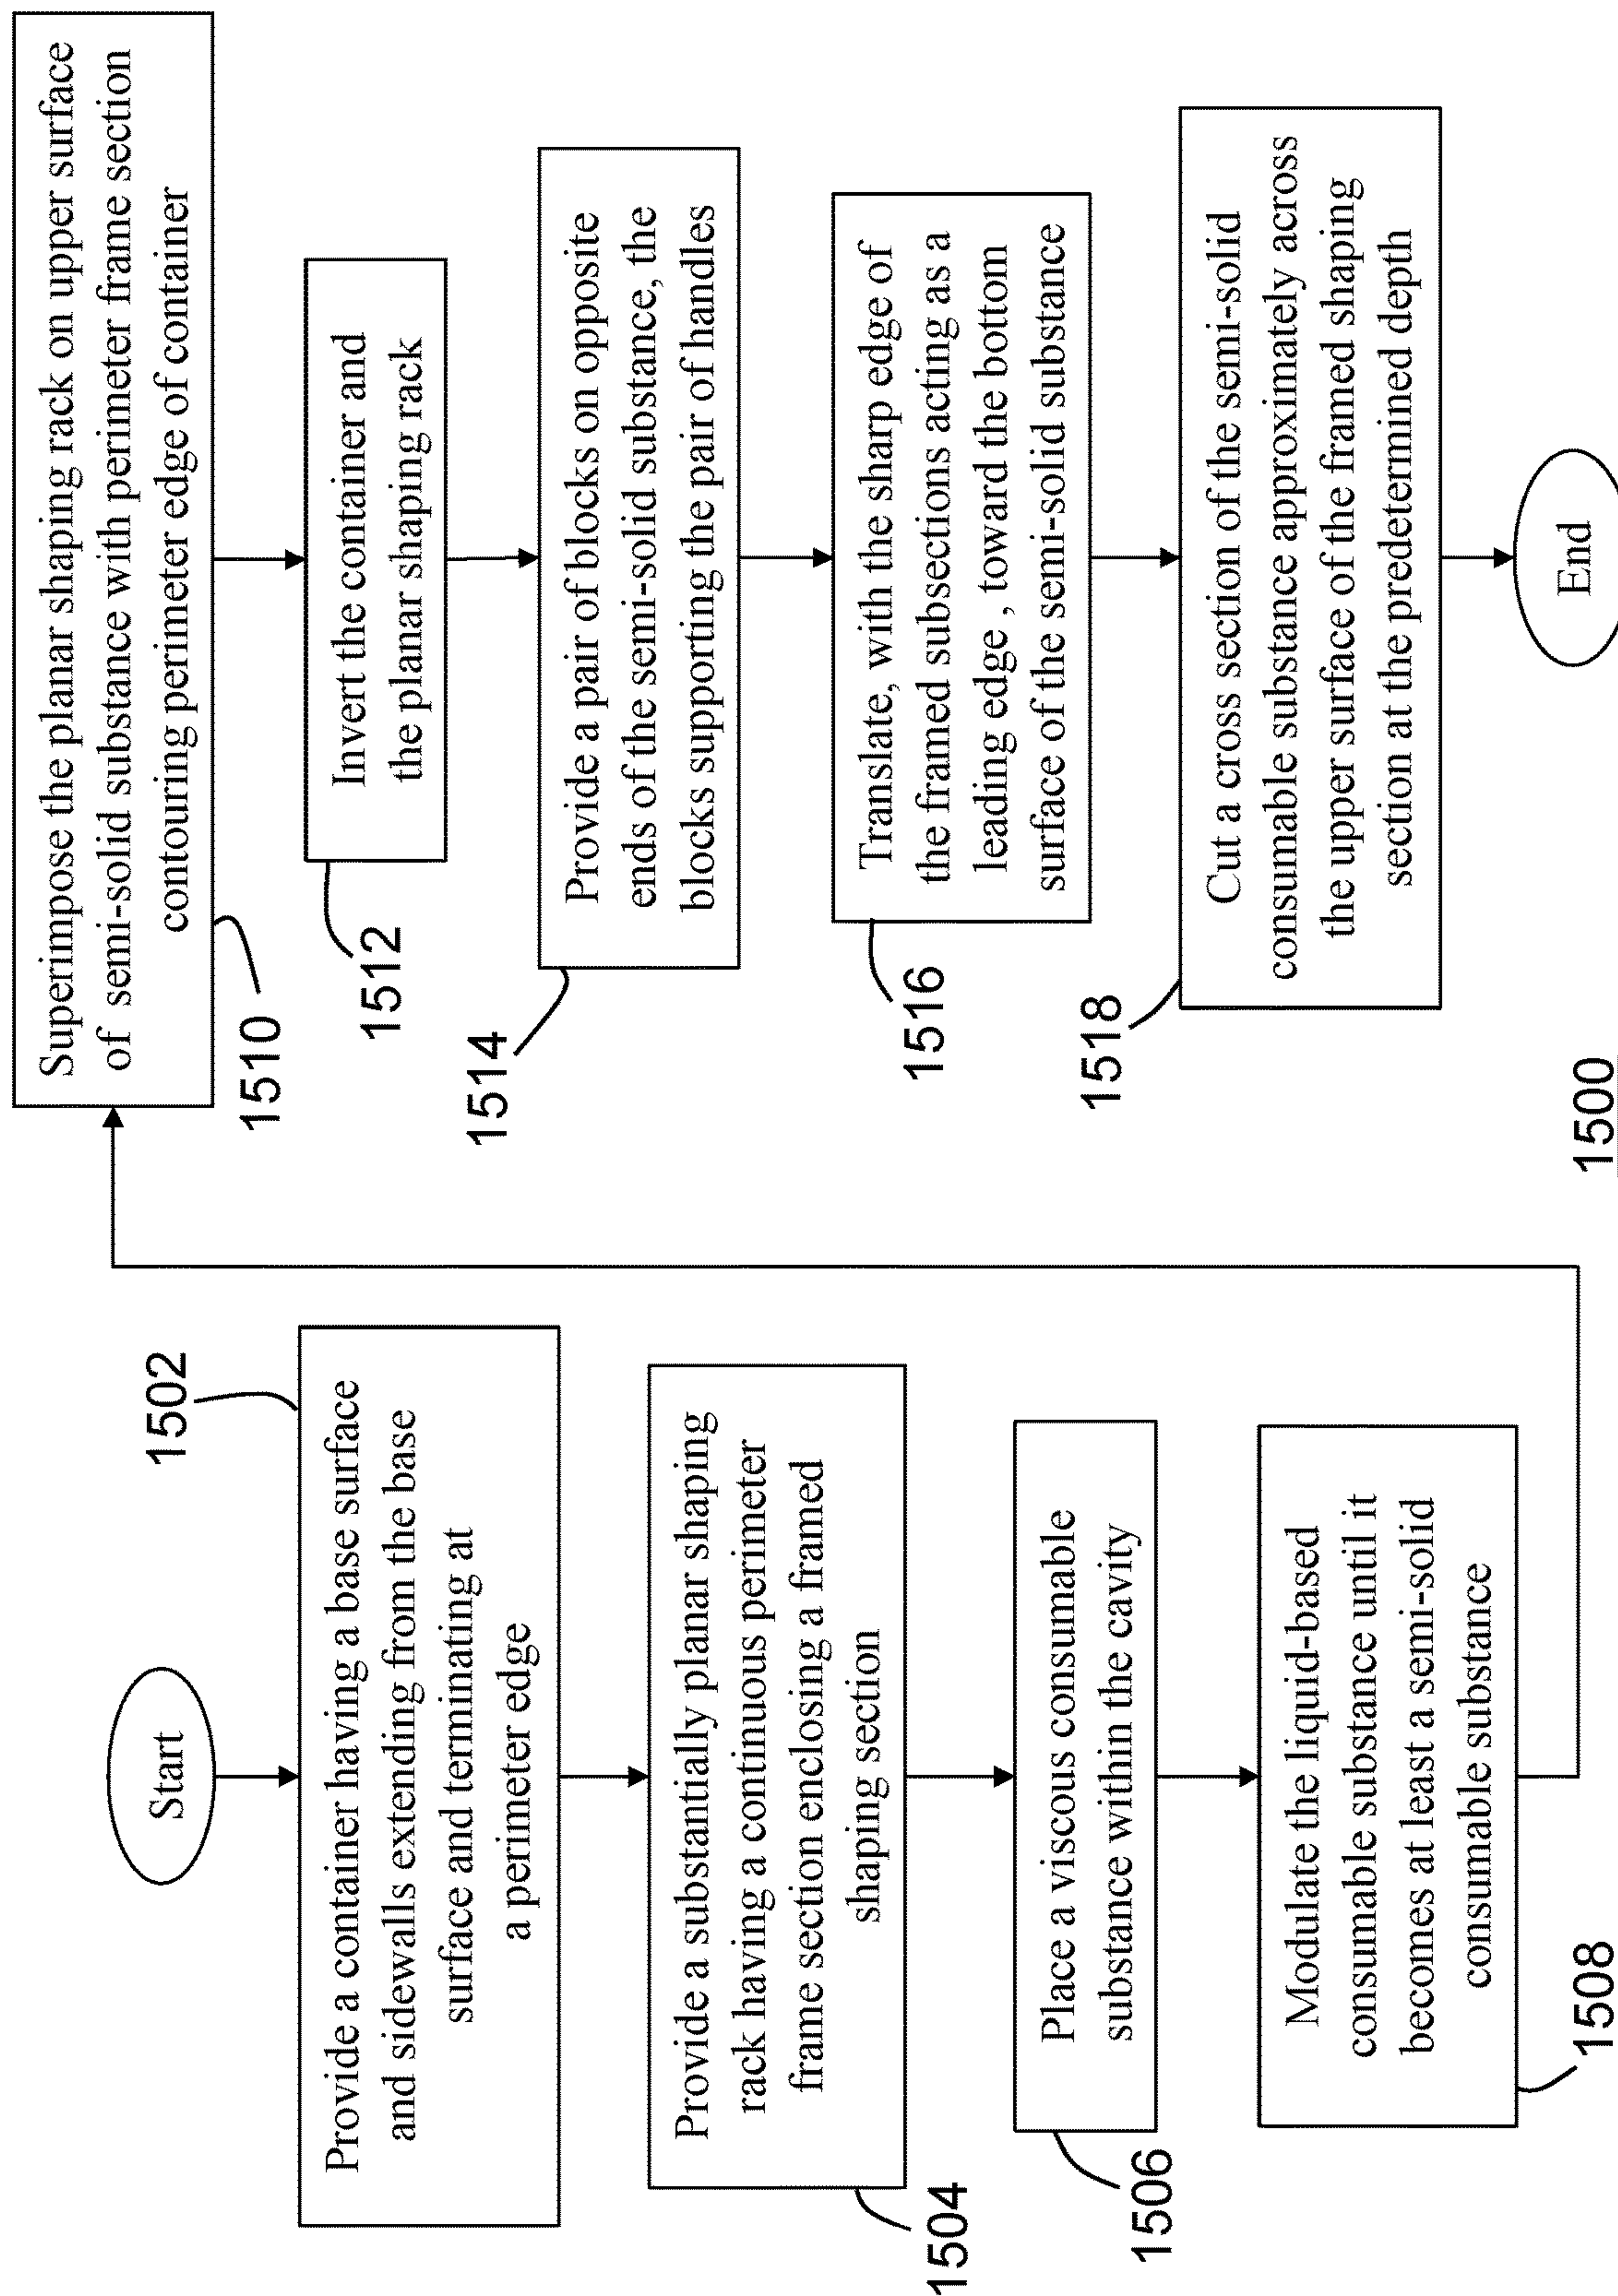 Start
1502
Provide a container having a base surface
and sidewalls extending from the base
surface and terminating at
a perimeter edge
Provide a substantially planar shaping
rack having a continuous perimeter
frame section enclosing a framed
shaping section
1504
Place a viscous consumable
substance within the cavity
1506
Modulate the liquid-based
consumable substance until it
becomes at least a semi-solid
consumable substance
1508
Superimpose the planar shaping rack on upper surface
of semi-solid substance with perimeter frame section
contouring perimeter edge of container
1510
Invert the container and
the planar shaping rack
1512
Provide a pair of blocks on opposite
ends of the semi-solid substance, the
blocks supporting the pair of handles
1514
Translate, with the sharp edge of
the framed subsections acting as a
leading edge , toward the bottom
surface of the semi-solid substance
1516
Cut a cross section of the semi-solid
consumable substance approximately across
the upper surface of the framed shaping
section at the predetermined depth
1518
End
1500